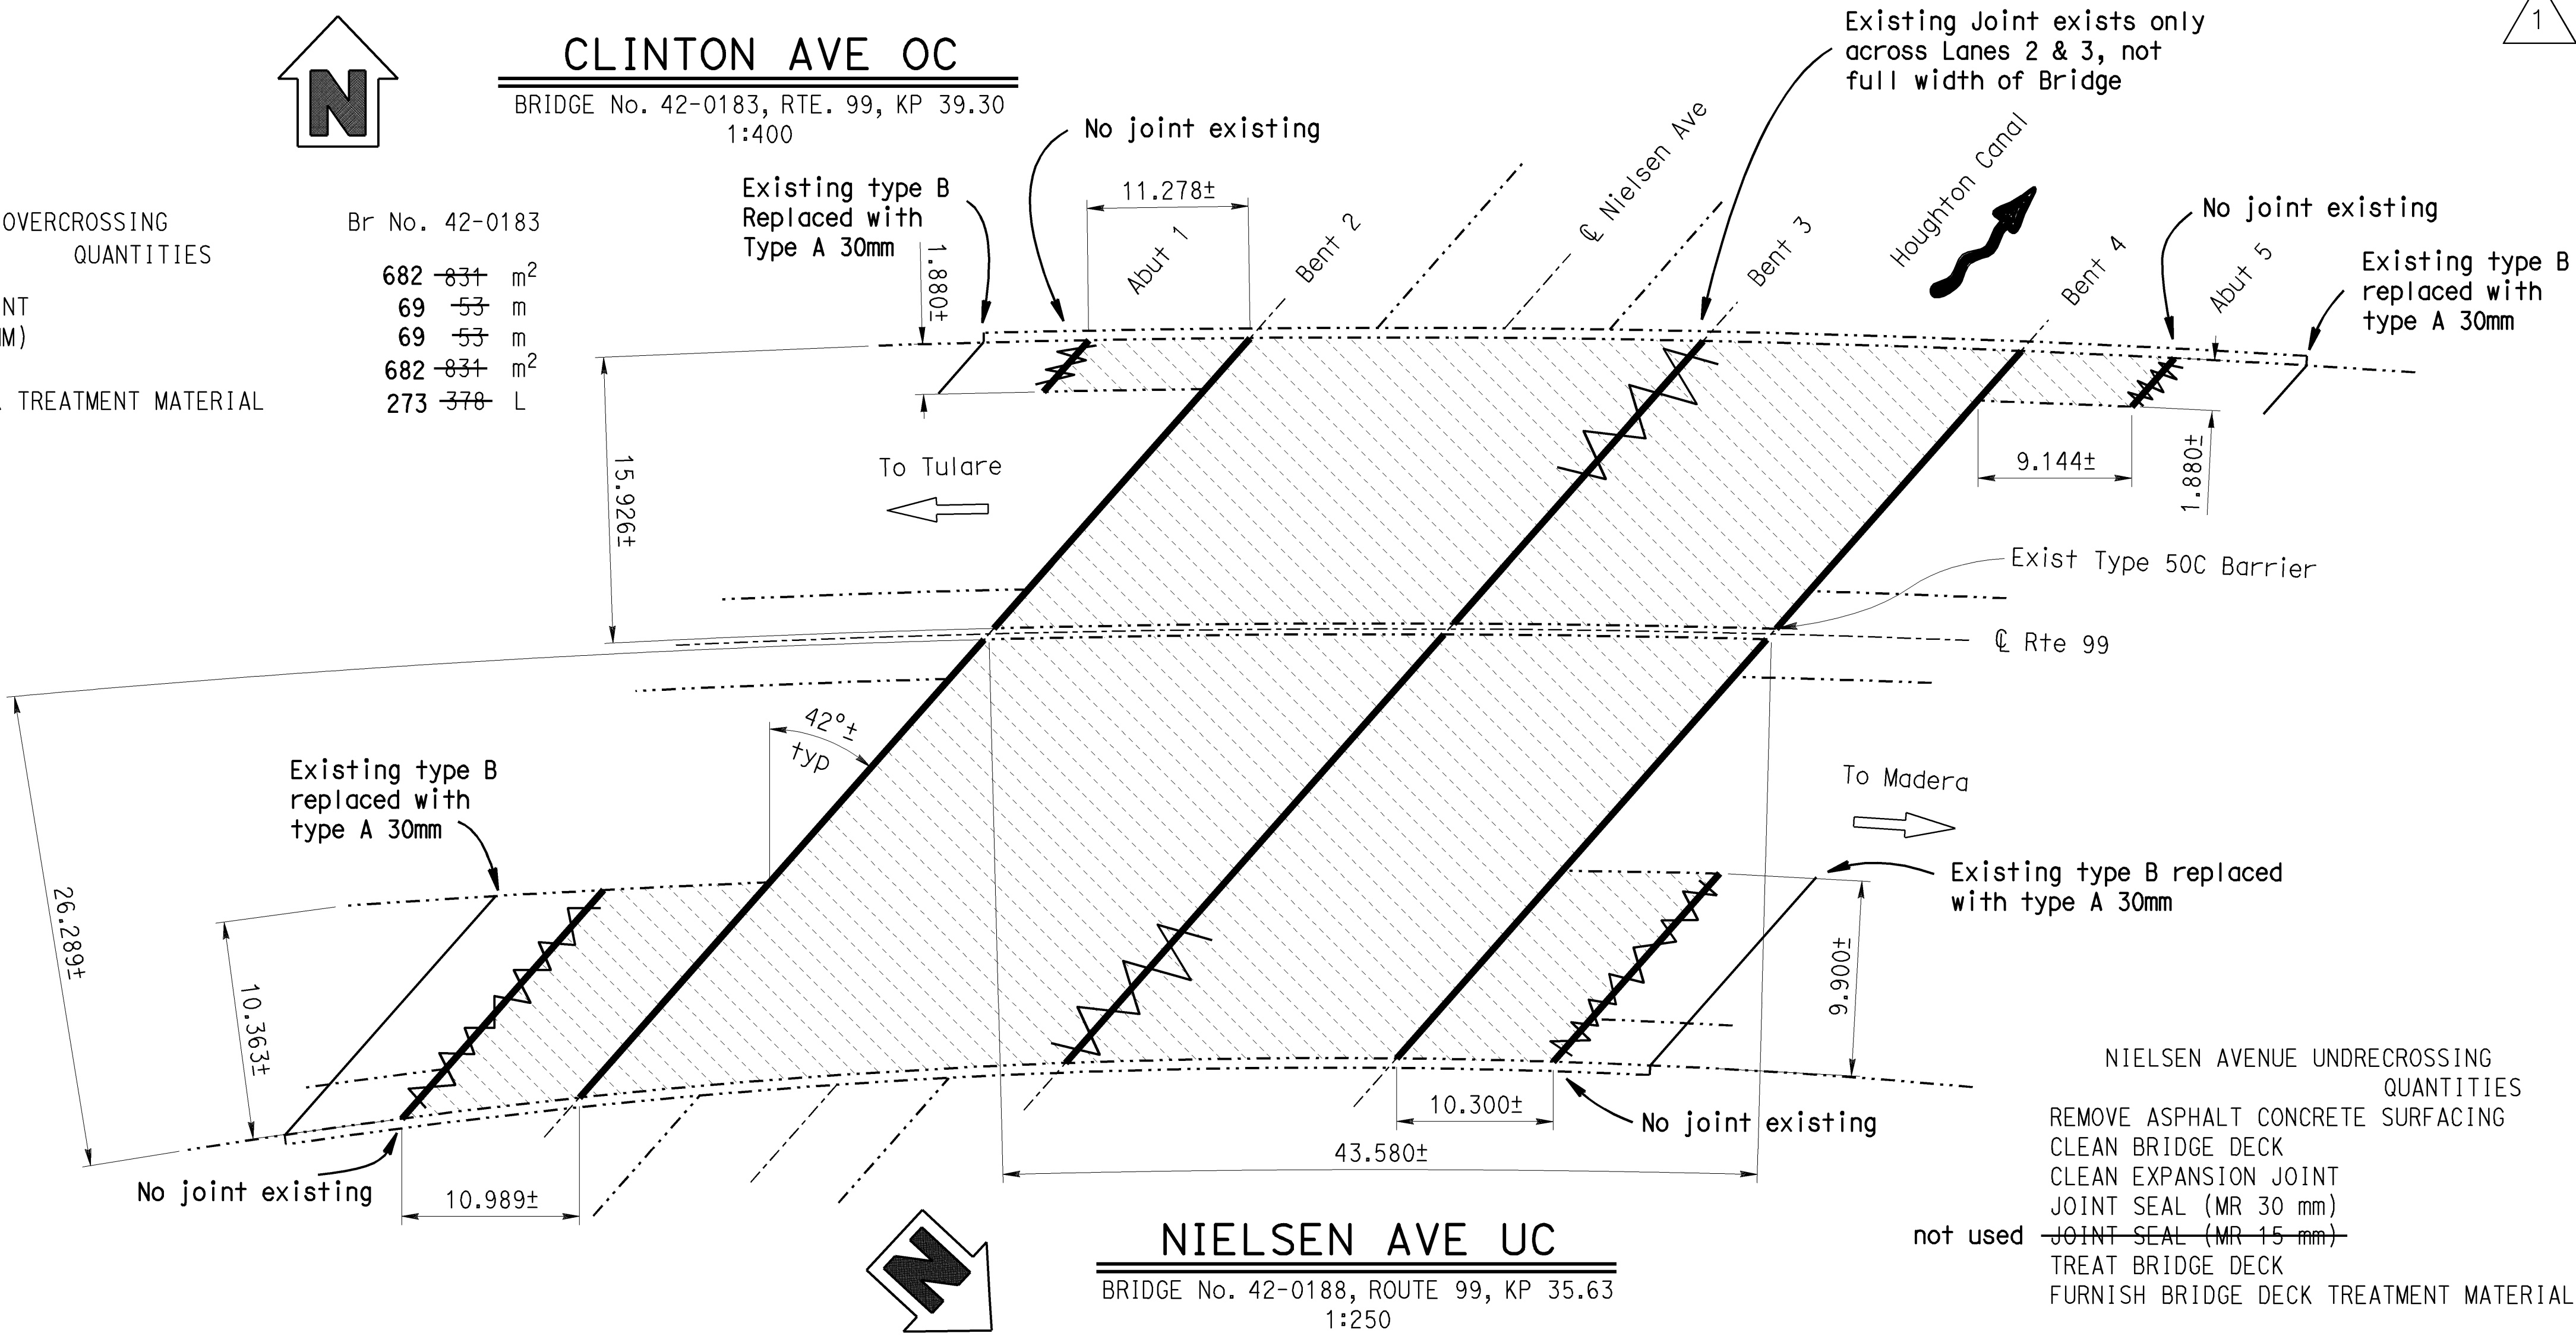 1
N
CLINTON AVE OC
BRIDGE No. 42-0183, RTE. 99, KP 39.30
1:400
OVERCROSSING
Br No. 42-0183
QUANTITIES
682 831 m²
NT
69 53 m
M)
69 53 m
682 831 m²
TREATMENT MATERIAL
273 378 L
Existing Joint exists only
across Lanes 2 & 3, not
full width of Bridge
No joint existing
Existing type B
Replaced with
Type A 30mm
11.278±
1.880±
Abut 1
Bent 2
℄ Nielsen Ave
Bent 3
Houghton Canal
Bent 4
Abut 5
No joint existing
Existing type B
replaced with
type A 30mm
15.926±
To Tulare
9.144±
1.880±
Exist Type 50C Barrier
℄ Rte 99
42°±
typ
Existing type B
replaced with
type A 30mm
To Madera
Existing type B replaced
with type A 30mm
26.289±
10.363±
9.900±
No joint existing
10.989±
10.300±
43.580±
No joint existing
N
NIELSEN AVE UC
BRIDGE No. 42-0188, ROUTE 99, KP 35.63
1:250
NIELSEN AVENUE UNDRECROSSING
QUANTITIES
REMOVE ASPHALT CONCRETE SURFACING
CLEAN BRIDGE DECK
CLEAN EXPANSION JOINT
JOINT SEAL (MR 30 mm)
not used JOINT SEAL (MR 15 mm)
TREAT BRIDGE DECK
FURNISH BRIDGE DECK TREATMENT MATERIAL